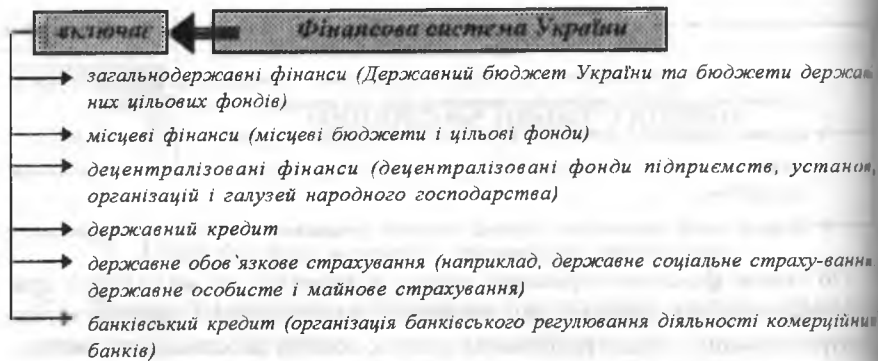 включає Фінансова система України
загальнодержавні фінанси (Державний бюджет України та бюджети держав
них цільових фондів)
місцеві фінанси (місцеві бюджети і цільові фонди)
децентралізовані фінанси (децентралізовані фонди підприємств, установ,
організацій і галузей народного господарства)
державний кредит
державне обов`язкове страхування (наприклад, державне соціальне страху-ванн
державне особисте і майнове страхування)
банківський кредит (організація банківського регулювання діяльності комерційних
банків)